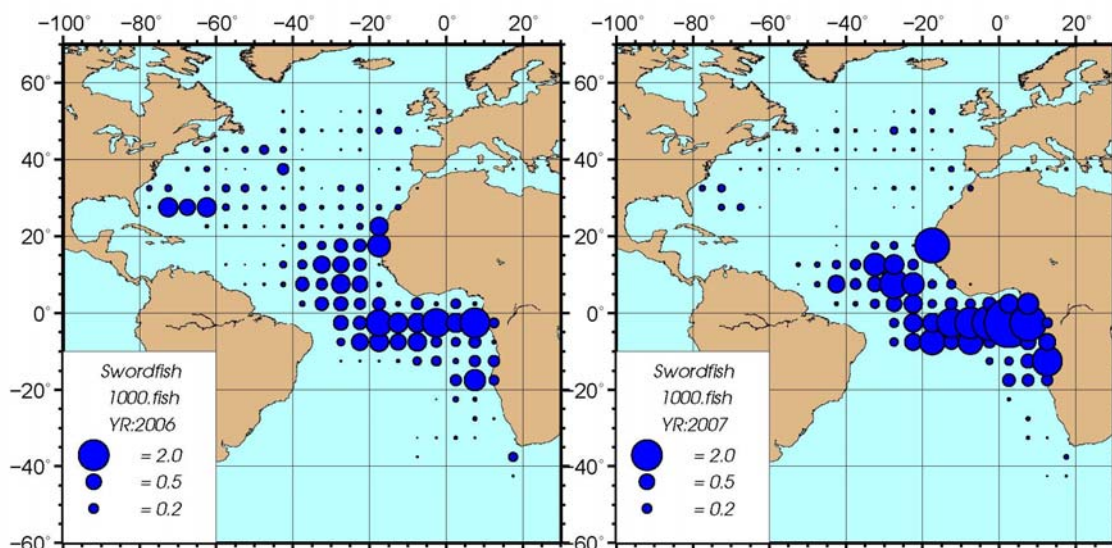 −100 −80 −60 −40 −20 0° 20° −100 −80 −60 −40 −20 0° 20°
60° 60°
40° 40°
20° 20°
0° 0°
−20 −20
−40 −40
−60 −60
Swordfish
1000.fish
YR:2006
= 2.0
= 0.5
= 0.2
Swordfish
1000.fish
YR:2007
= 2.0
= 0.5
= 0.2